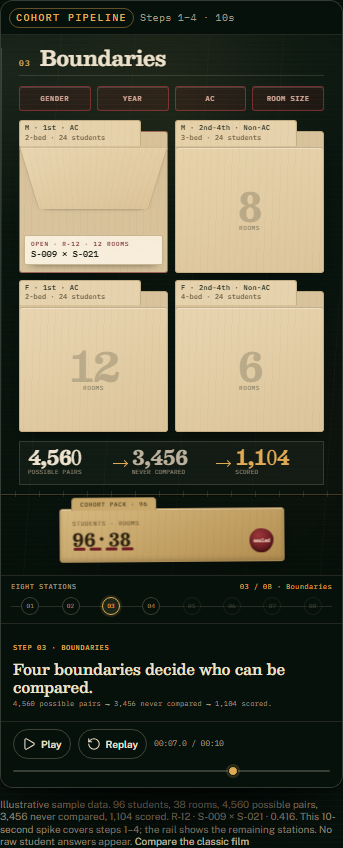 COHORT PIPELINE Steps 1–4 · 10s
03 Boundaries
GENDER YEAR AC ROOM SIZE
M · 1st · AC
2-bed · 24 students
OPEN · R-12 · 12 ROOMS
S-009 × S-021
M · 2nd-4th · Non-AC
3-bed · 24 students
8
ROOMS
F · 1st · AC
2-bed · 24 students
12
ROOMS
F · 2nd-4th · Non-AC
4-bed · 24 students
6
ROOMS
4,560 → 3,456 → 1,104
POSSIBLE PAIRS NEVER COMPARED SCORED
COHORT PACK · 96
STUDENTS · ROOMS
96·38
sealed
EIGHT STATIONS 03 / 08 · Boundaries
01 02 03 04 05 06 07 08
STEP 03 · BOUNDARIES
Four boundaries decide who can be
compared.
4,560 possible pairs → 3,456 never compared → 1,104 scored.
Play Replay 00:07.0 / 00:10
Illustrative sample data. 96 students, 38 rooms, 4,560 possible pairs,
3,456 never compared, 1,104 scored. R-12 · S-009 × S-021 · 0.416. This 10-
second spike covers steps 1–4; the rail shows the remaining stations. No
raw student answers appear. Compare the classic film